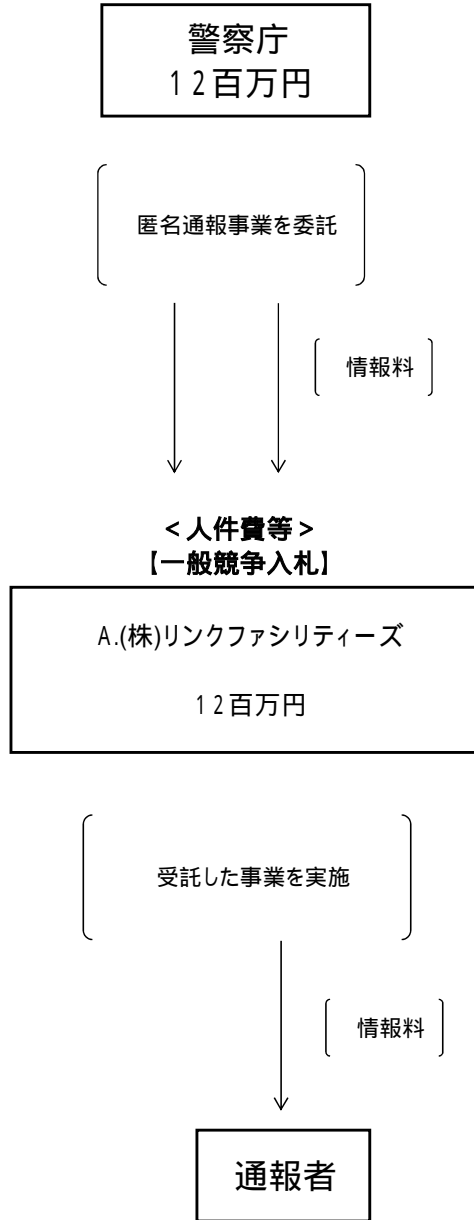 警察庁
12百万円
匿名通報事業を委託
情報料
<人件費等>
【一般競争入札】
A.(株)リンクファシリティーズ
12百万円
受託した事業を実施
情報料
通報者